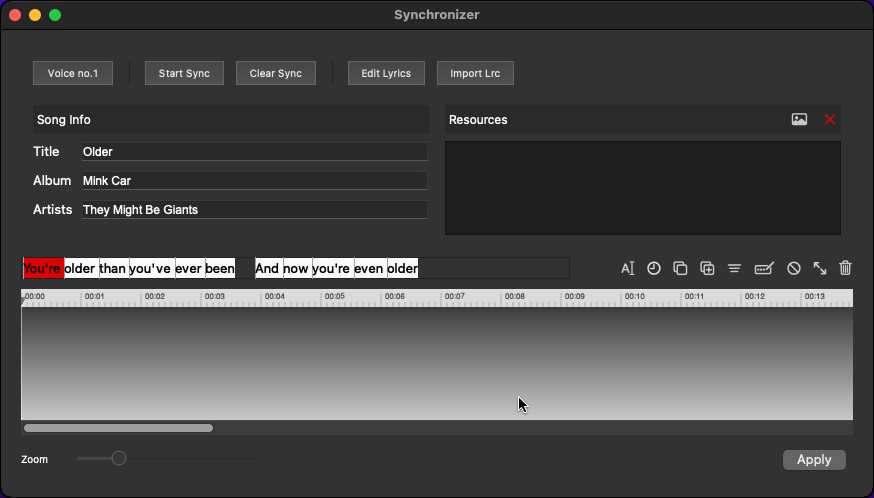 Synchronizer
Voice no.1 Start Sync Clear Sync Edit Lyrics Import Lrc
Song Info
Title Older
Album Mink Car
Artists They Might Be Giants
Resources
You're older than you've ever been And now you're even older
00:00 00:01 00:02 00:03 00:04 00:05 00:06 00:07 00:08 00:09 00:10 00:11 00:12 00:13
Zoom
Apply